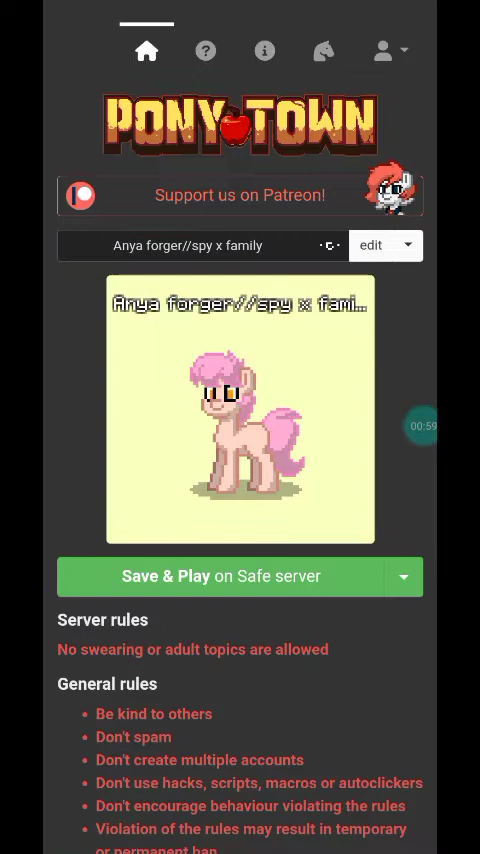 PONY TOWN
Support us on Patreon!
Anya forger//spy x family
·c·
edit
Anya forger//spy x fami...
00:59
Save & Play on Safe server
Server rules
No swearing or adult topics are allowed
General rules
Be kind to others
Don't spam
Don't create multiple accounts
Don't use hacks, scripts, macros or autoclickers
Don't encourage behaviour violating the rules
Violation of the rules may result in temporary
or permanent ban